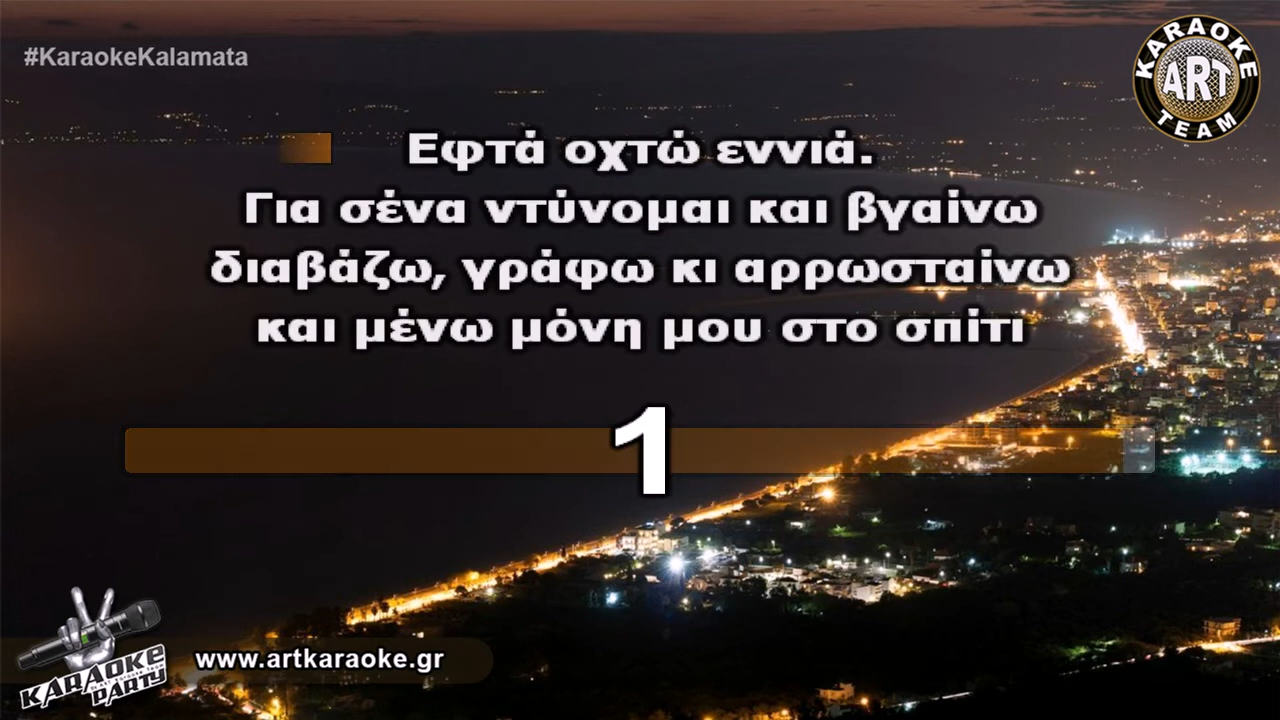 #KaraokeKalamata
KARAOKE
ART
TEAM
Εφτά οχτώ εννιά.
Για σένα ντύνομαι και βγαίνω
διαβάζω, γράφω κι αρρωσταίνω
και μένω μόνη μου στο σπίτι
1
KARAOKE
PARTY
www.artkaraoke.gr